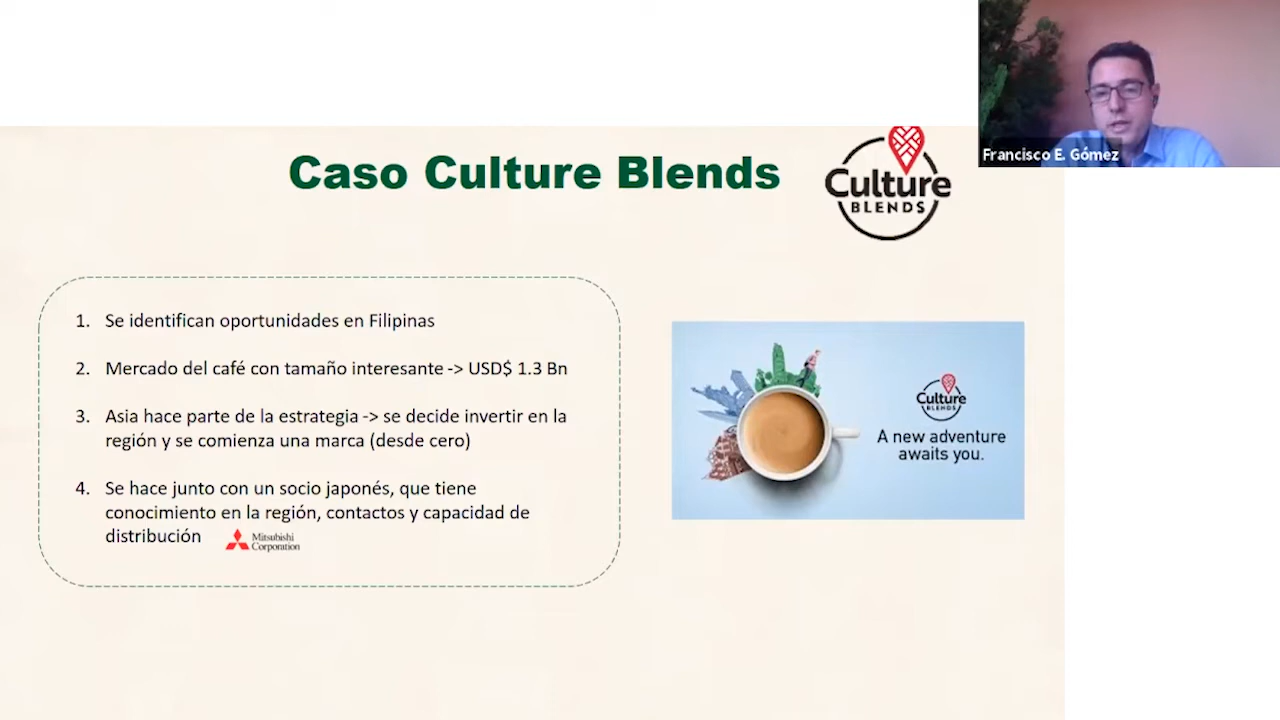 Francisco E. Gómez
Caso Culture Blends
Culture
BLENDS
1. Se identifican oportunidades en Filipinas
2. Mercado del café con tamaño interesante -> USD$ 1.3 Bn
3. Asia hace parte de la estrategia -> se decide invertir en la
región y se comienza una marca (desde cero)
4. Se hace junto con un socio japonés, que tiene
conocimiento en la región, contactos y capacidad de
distribución
Mitsubishi
Corporation
Culture
BLENDS
A new adventure
awaits you.